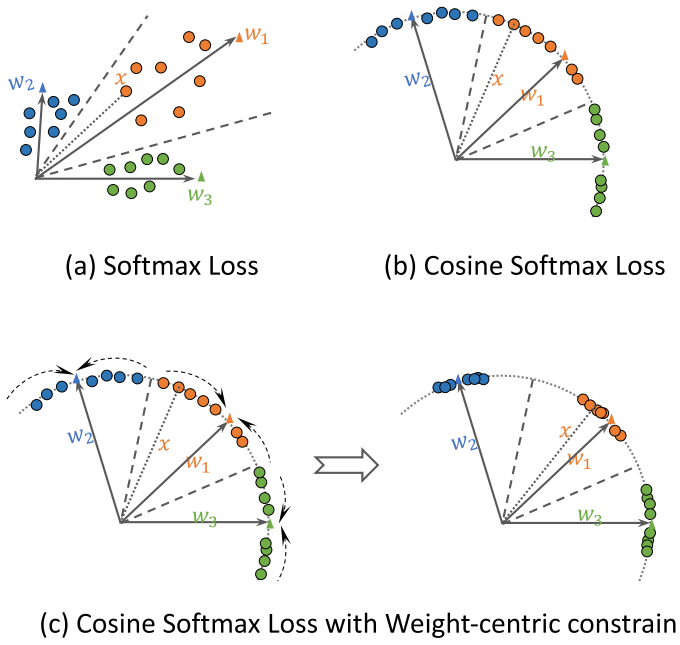 w₁
x
w₂
w₃
(a) Softmax Loss
w₂
x
w₁
w₃
(b) Cosine Softmax Loss
w₂
x
w₁
w₃
x
w₂
w₁
w₃
(c) Cosine Softmax Loss with Weight-centric constrain